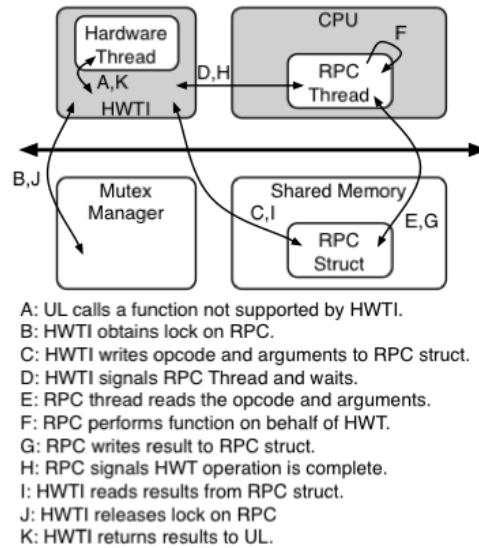 Hardware
Thread
A,K
HWTI
D,H
CPU
F
RPC
Thread
B,J
Mutex
Manager
C,I
Shared Memory
RPC
Struct
E,G
A: UL calls a function not supported by HWTI.
B: HWTI obtains lock on RPC.
C: HWTI writes opcode and arguments to RPC struct.
D: HWTI signals RPC Thread and waits.
E: RPC thread reads the opcode and arguments.
F: RPC performs function on behalf of HWT.
G: RPC writes result to RPC struct.
H: RPC signals HWT operation is complete.
I: HWTI reads results from RPC struct.
J: HWTI releases lock on RPC
K: HWTI returns results to UL.